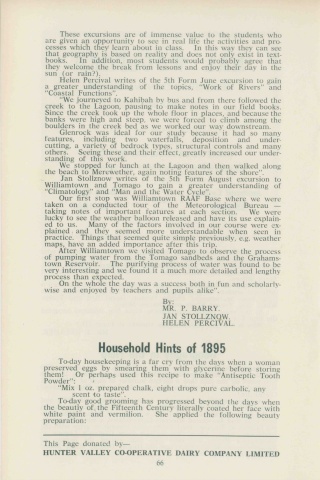 These excursions are of immense value to the students who
are given an opportunity to see in real life the activities and pro-
cesses which they learn about in class. In this way they can see
that geography is based on reality and does not only exist in text-
books. In addition, most students would probably agree that
they welcome the break from lessons and enjoy their day in the
sun (or rain?).
Helen Percival writes of the 5th Form June excursion to gain
a greater understanding of the topics, "Work of Rivers" and
"Coastal Functions".
"We journeyed to Kahibah by bus and from there followed the
creek to the Lagoon, pausing to make notes in our field books.
Since the creek took up the whole floor in places, and because the
banks were high and steep, we were forced to climb among the
boulders in the creek bed as we worked our way downstream.
Glenrock was ideal for our study because it had so many
features, including two waterfalls, deposition and under-
cutting, a variety of bedrock types, structural controls and many
others. Seeing these and their effect, greatly increased our under-
standing of this work.
We stopped for lunch at the Lagoon and then walked along
the beach to Merewether, again noting features of the shore".
Jan Stollznow writes of the 5th Form August excursion to
Williamtown and Tomago to gain a greater understanding of
"Climatology" and "Man and the Water Cycle".
Our first stop was Williamtown RAAF Base where we were
taken on a conducted tour of the Meteorological Bureau —
taking notes of important features at each section. We were
lucky to see the weather balloon released and have its use explain-
ed to us. Many of the factors involved in our course were ex-
plained and they seemed more understandable when seen in
practice. Things that seemed quite simple previously, e.g. weather
maps, have an added importance after this trip.
After Williamtown we visited Tomago to observe the process
of pumping water from the Tomago sandbeds and the Grahams-
town Reservoir. The purifying process of water was found to be
very interesting and we found it a much more detailed and lengthy
process than expected.
On the whole the day was a success both in fun and scholarty-
wise and enjoyed by teachers and pupils alike".
By:
MR. P. BARRY.
JAN STOLLZNOW.
HELEN PERCIVAL.
Household Hints of 1895
To-day housekeeping is a far cry from the days when a woman
preserved eggs by smearing them with glycerine before storing
them! Or perhaps used this recipe to make "Antiseptic Tooth
Powder":
"Mix 1 oz. prepared chalk, eight drops pure carbolic, any
scent to taste".
To-day good grooming has progressed beyond the days when
the beauty of the Fifteenth Century literally coated her face with
white paint and vermilion. She applied the following beauty
preparation:
This Page donated by—
HUNTER VALLEY CO-OPERATIVE DAIRY COMPANY LIMITED
66